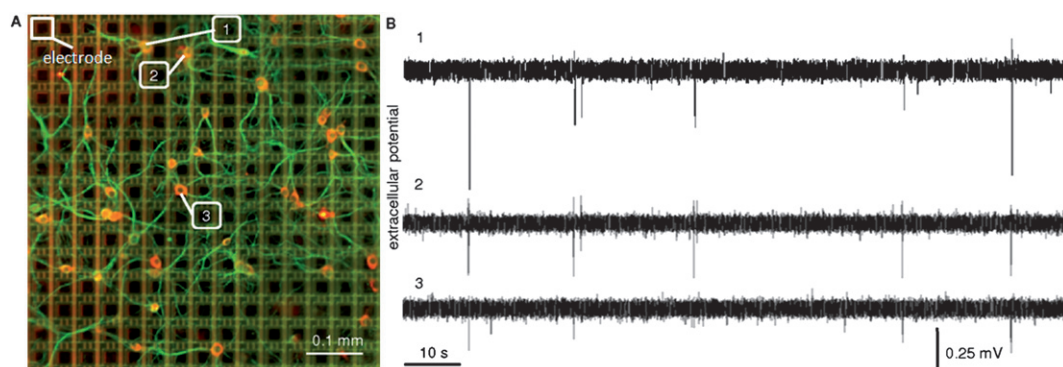 A
electrode
1
2
3
0.1 mm
B
extracellular potential
1
2
3
10 s
0.25 mV